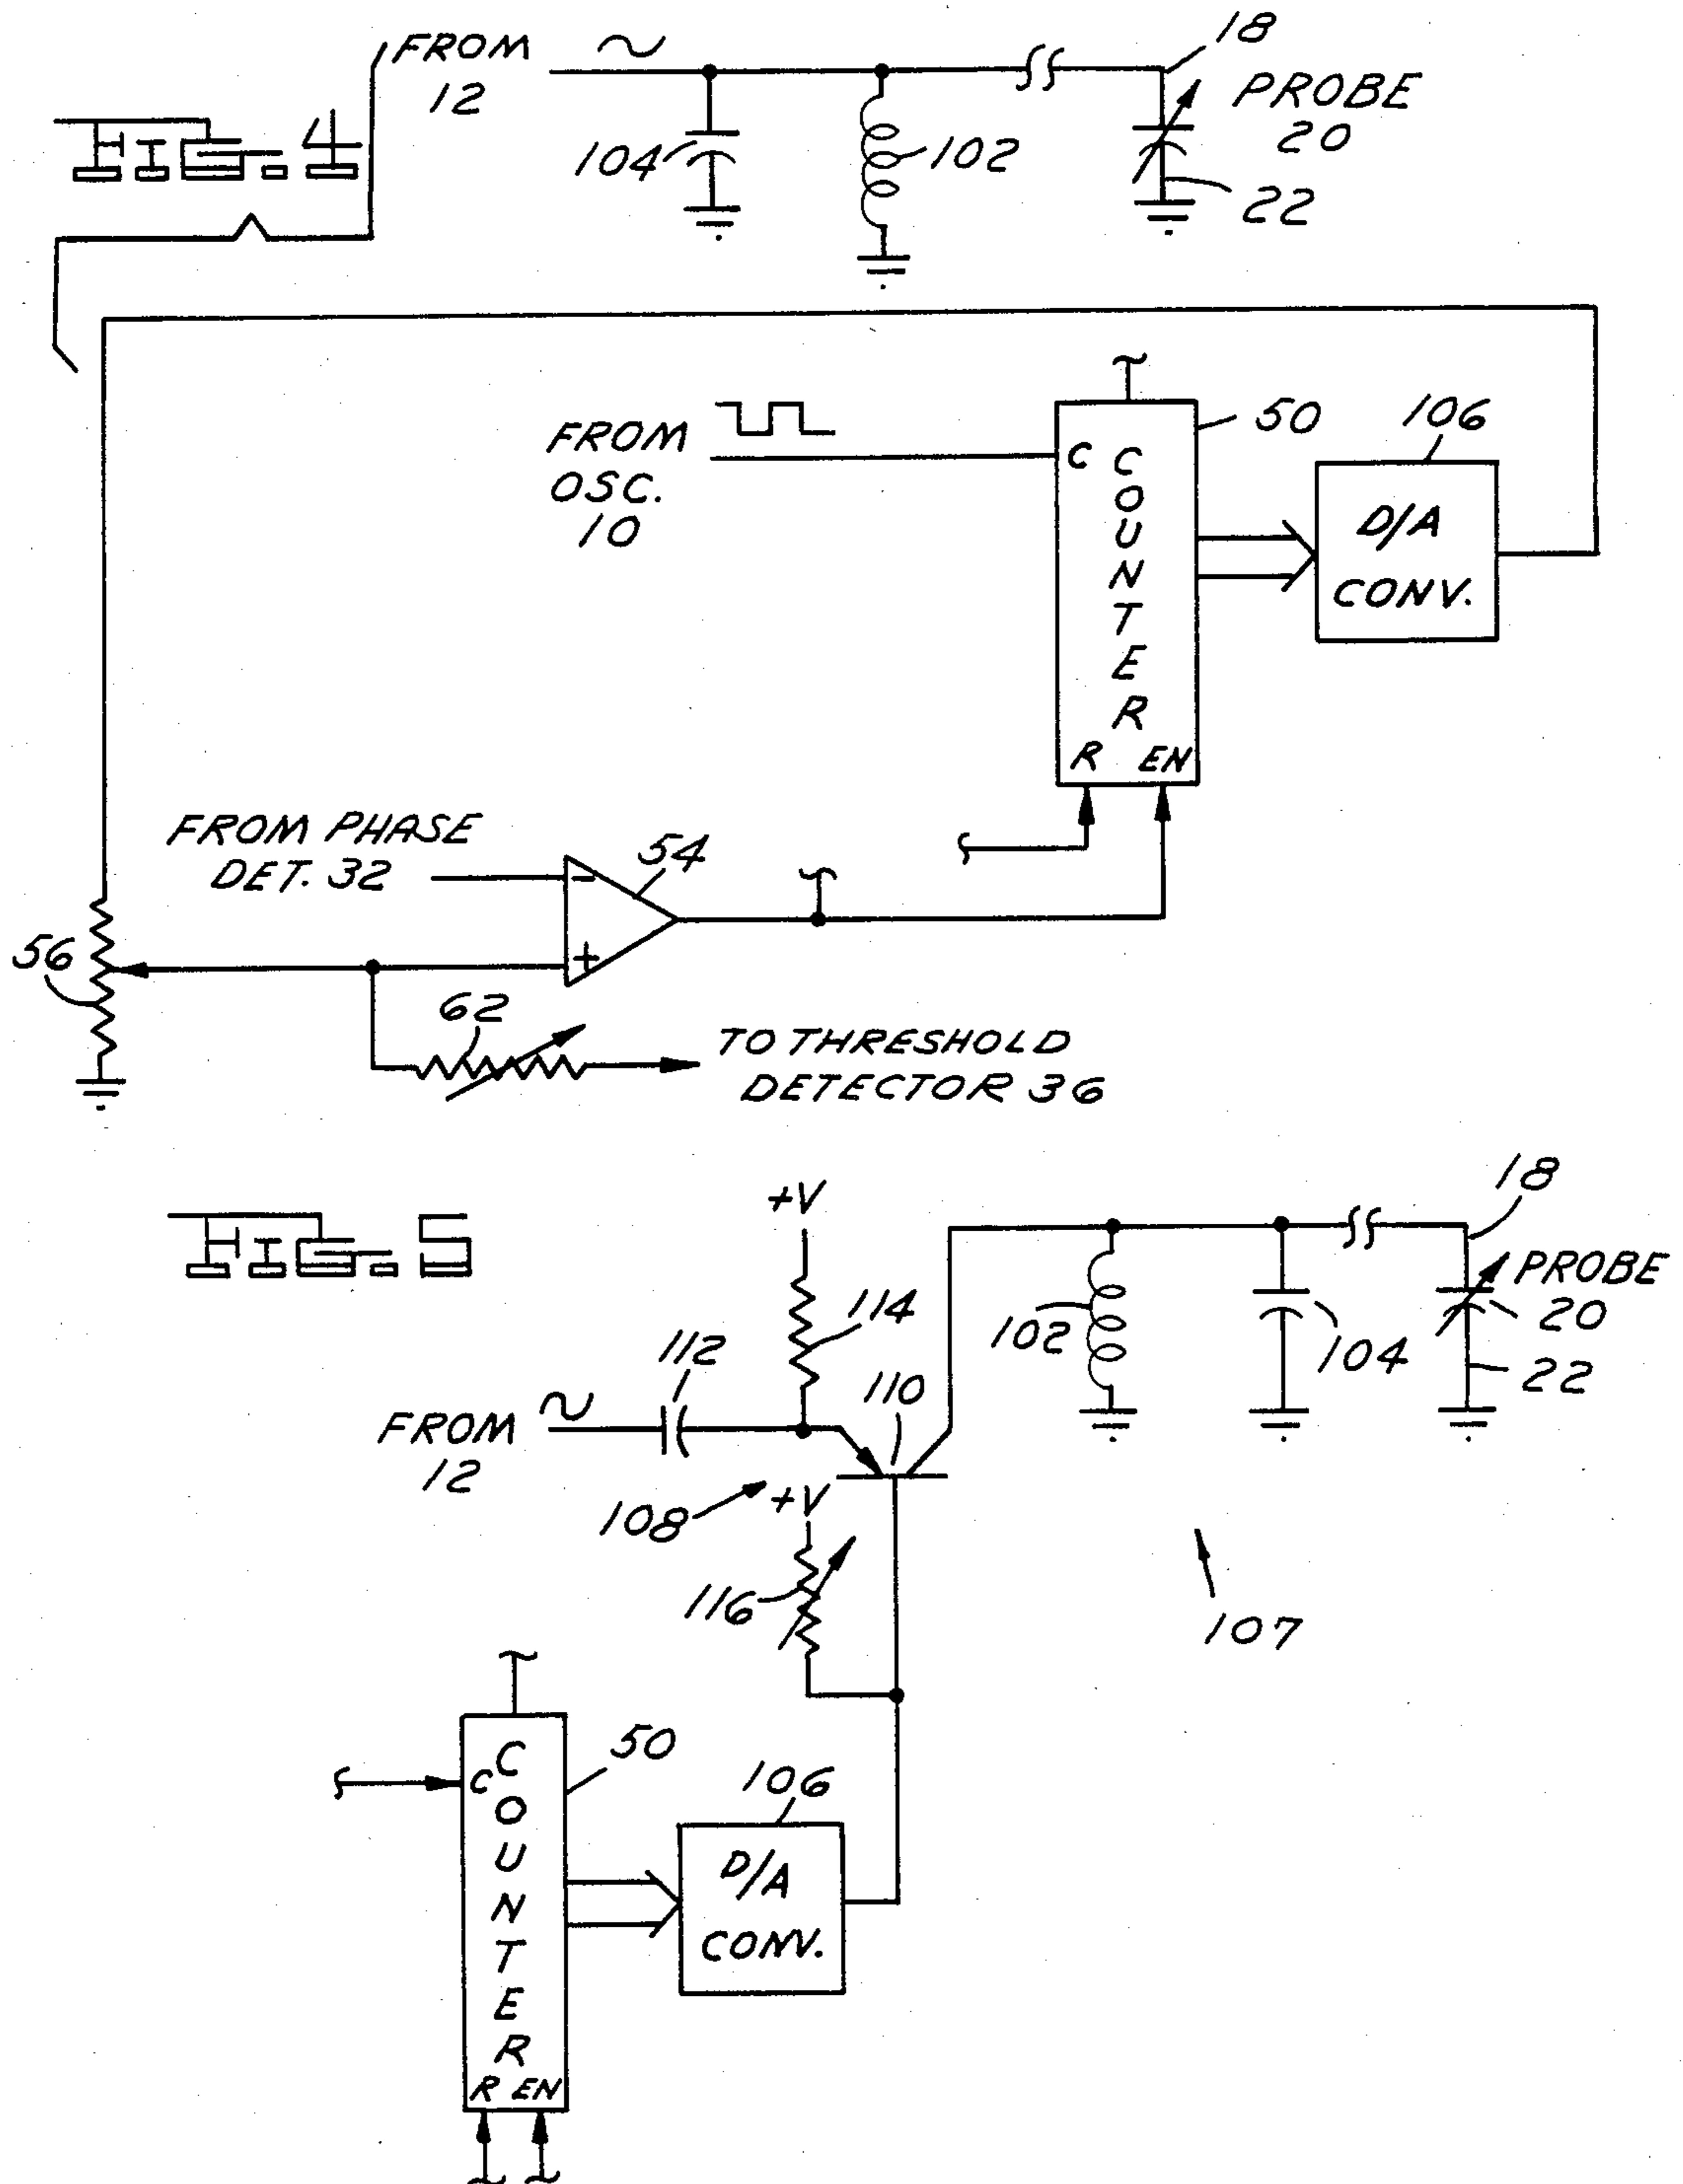 FIG. 4
FROM
12
104
102
18
PROBE
20
22
FROM
OSC.
10
C
COUNTER
R EN
50
106
D/A
CONV.
FROM PHASE
DET. 32
54
-
+
56
62
TO THRESHOLD
DETECTOR 36
FIG. 5
+V
114
112
110
FROM
12
108
+V
116
102
104
18
PROBE
20
22
107
C
COUNTER
R EN
50
106
D/A
CONV.